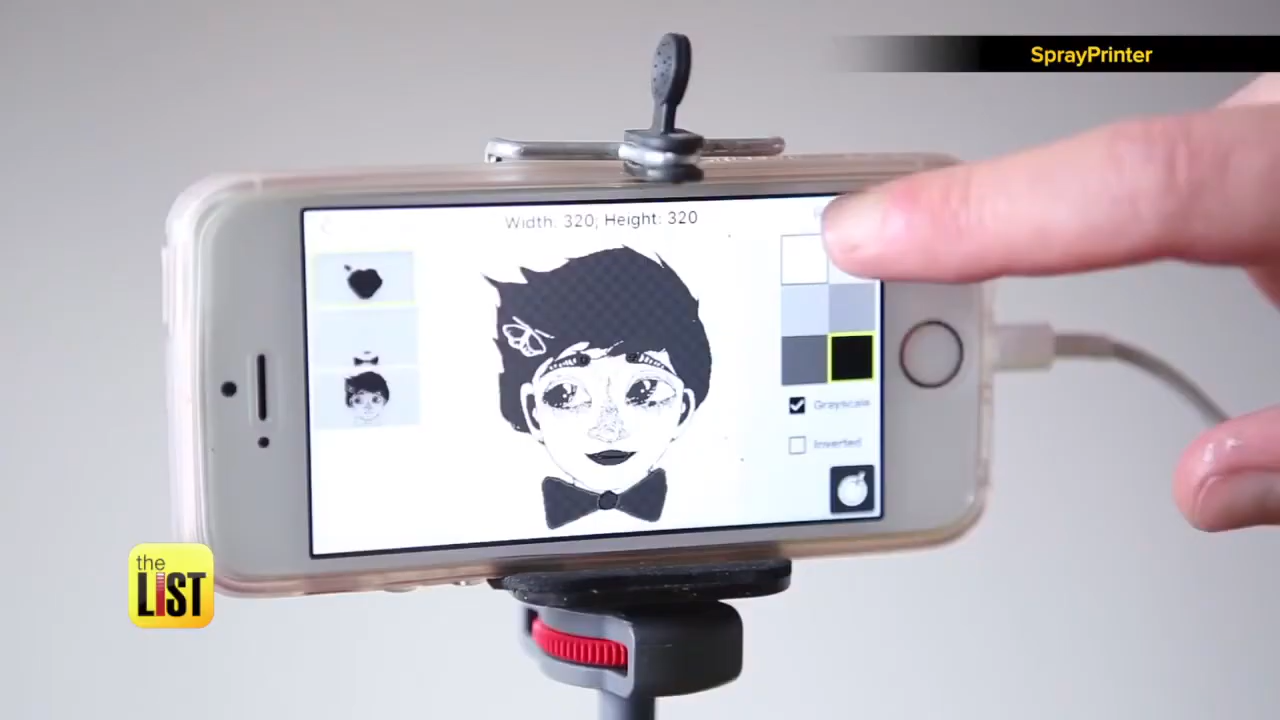 SprayPrinter
Width: 320; Height: 320
Grayscale
Inverted
the
LiST